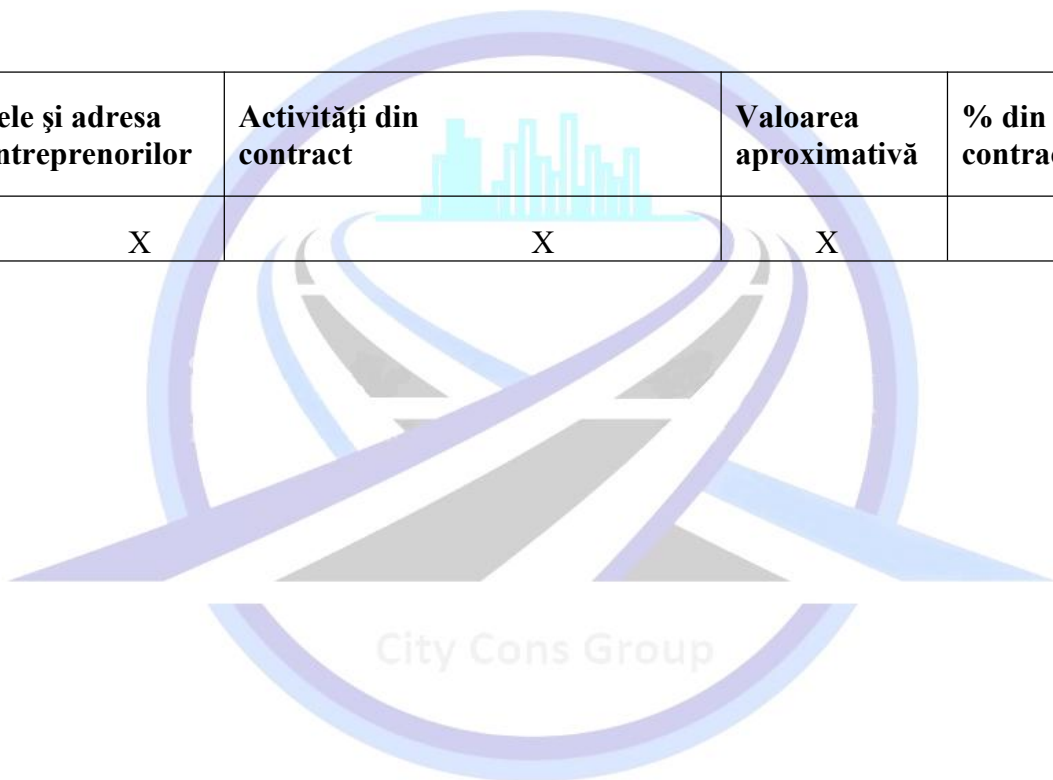 ele şi adresa Activităţi din Valoarea % din
ntreprenorilor contract aproximativă contrac
X X X
City Cons Group